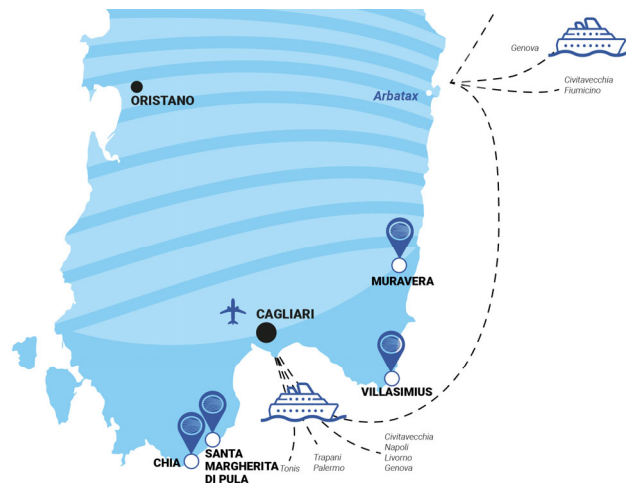 Genova
Civitavecchia
Fiumicino
Arbatax
ORISTANO
MURAVERA
CAGLIARI
VILLASIMIUS
CHIA
SANTA
MARGHERITA
DI PULA
Tonis
Trapani
Palermo
Civitavecchia
Napoli
Livorno
Genova